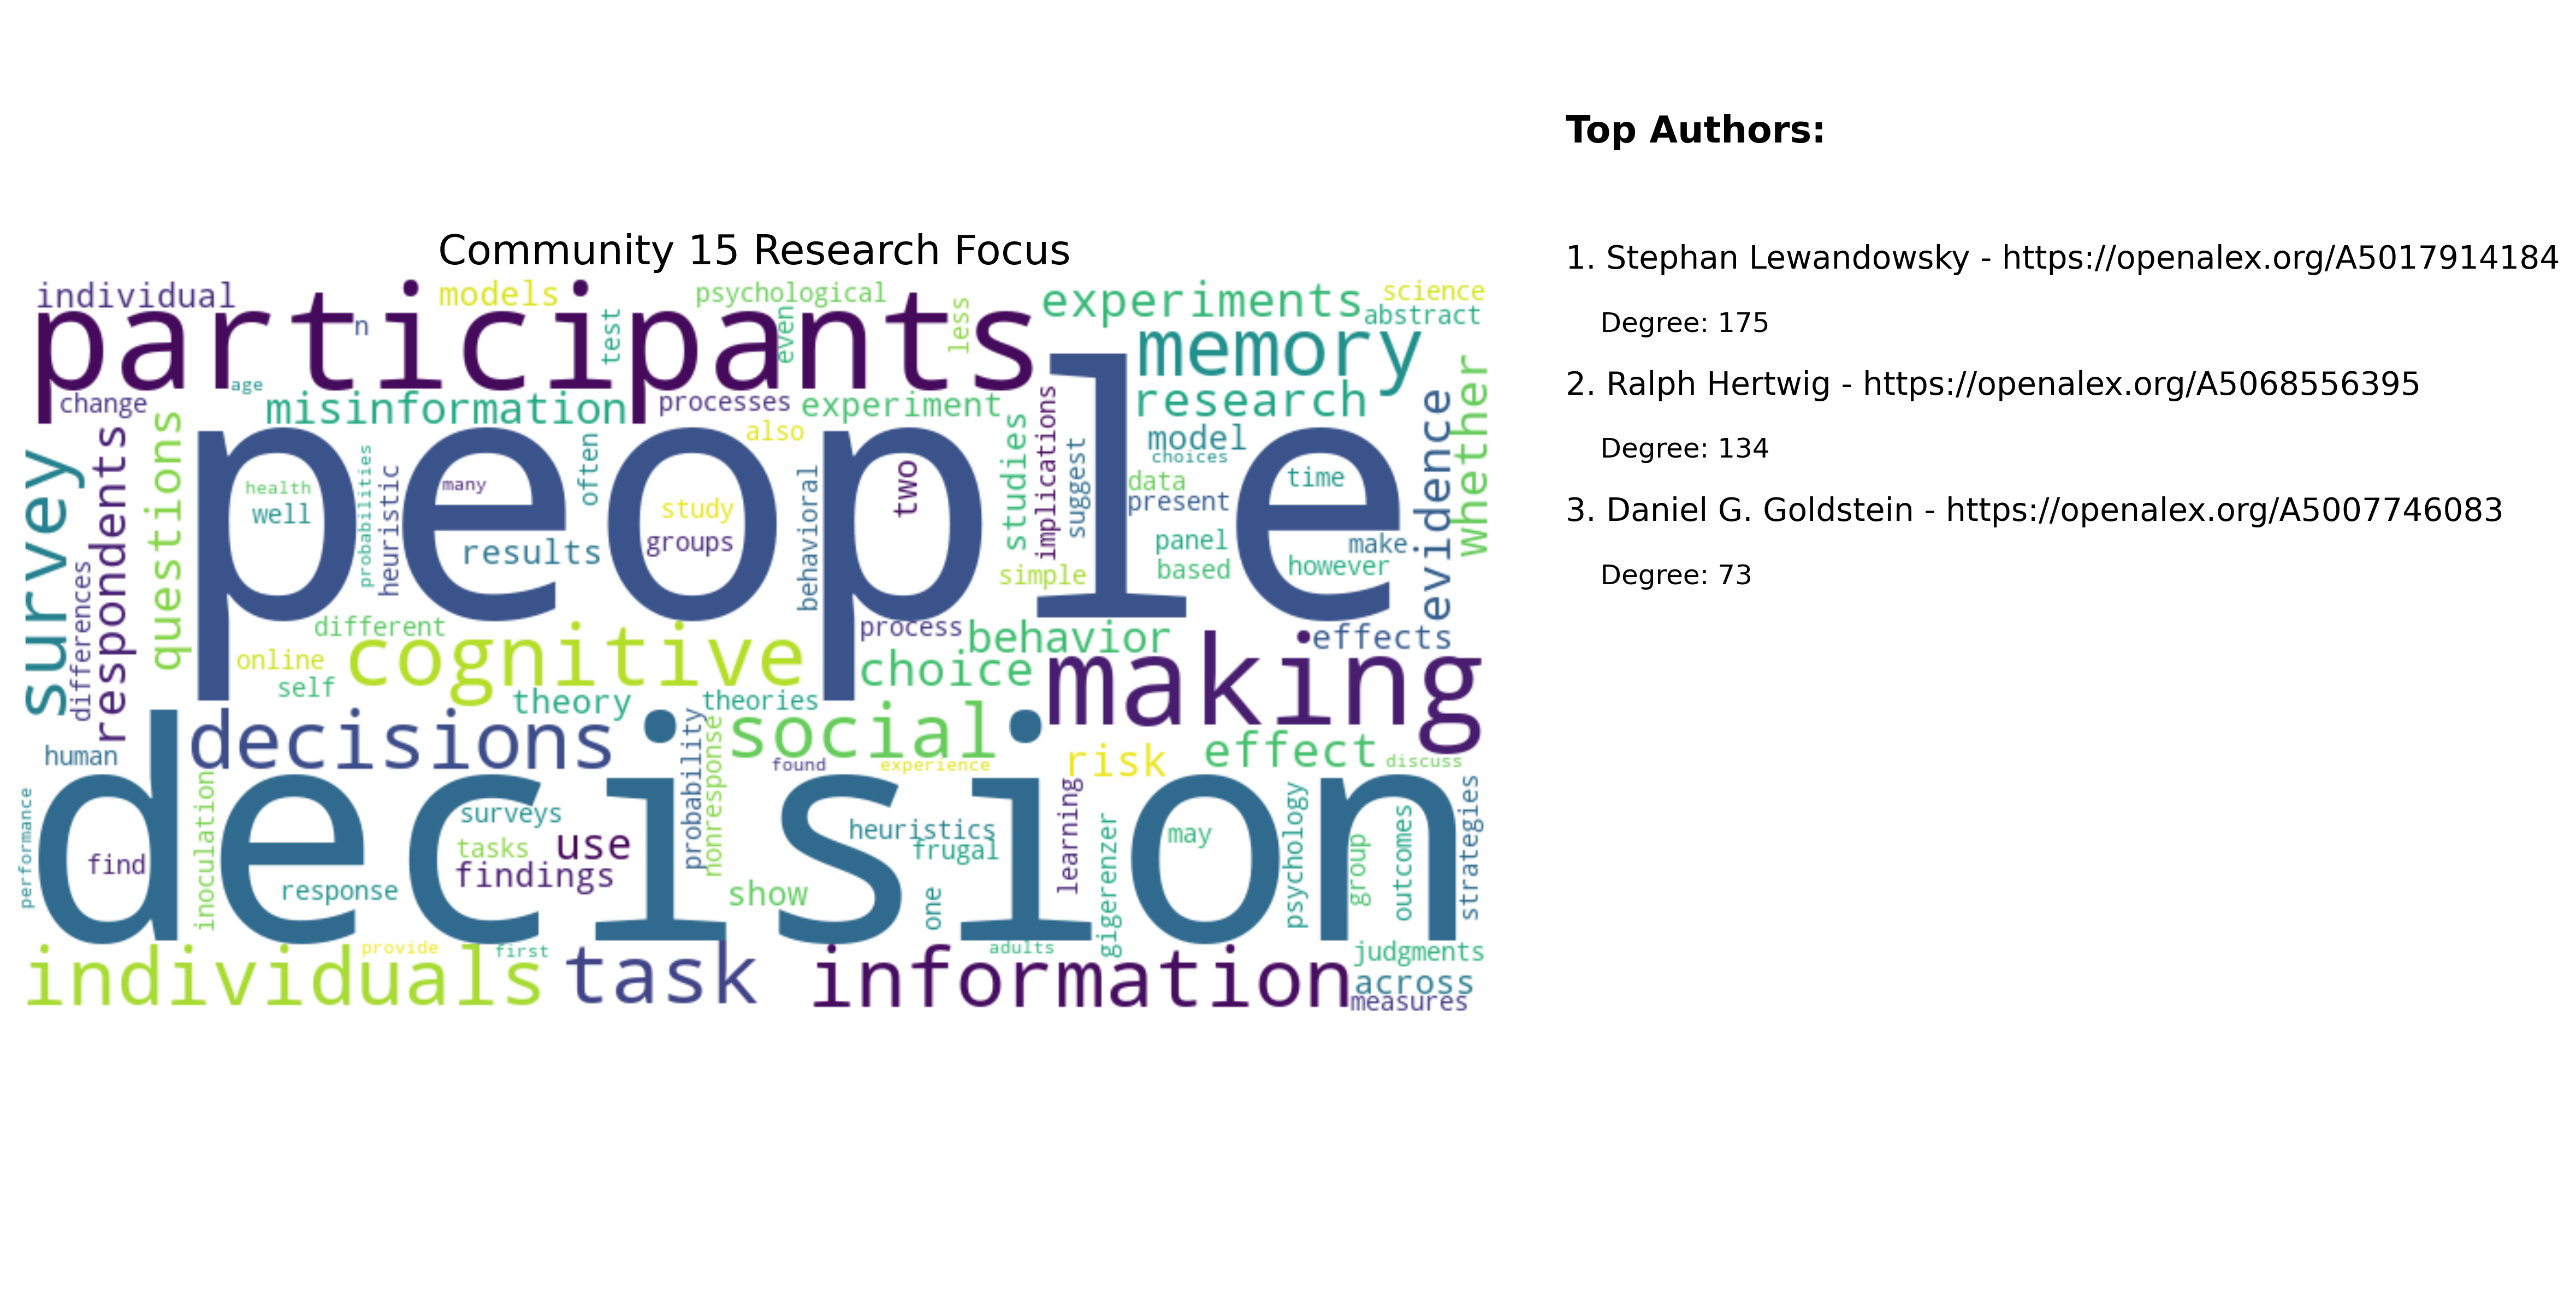 Community 15 Research Focus
individual
models
psychological
experiments
science
abstract
participants
n
test
even
less
memory
whether
age
change
misinformation
processes
experiment
research
implications
evidence
survey
respondents
questions
people
also
model
choices
health
well
probabilities
heuristic
many
often
results
study
groups
behavioral
two
studies
suggest
data
present
time
panel
based
make
however
simple
differences
different
online
self
cognitive
theory
theories
process
behavior
choice
effects
making
decisions
social
human
probability
nonresponse
found
experience
risk
effect
discuss
decision
performance
find
inoculation
surveys
tasks
use
findings
response
show
heuristics
frugal
one
learning
gigerenzer
may
psychology
group
outcomes
strategies
individuals
provide
first
task
adults
information
judgments
across
measures
Top Authors:
1. Stephan Lewandowsky - https://openalex.org/A5017914184
Degree: 175
2. Ralph Hertwig - https://openalex.org/A5068556395
Degree: 134
3. Daniel G. Goldstein - https://openalex.org/A5007746083
Degree: 73